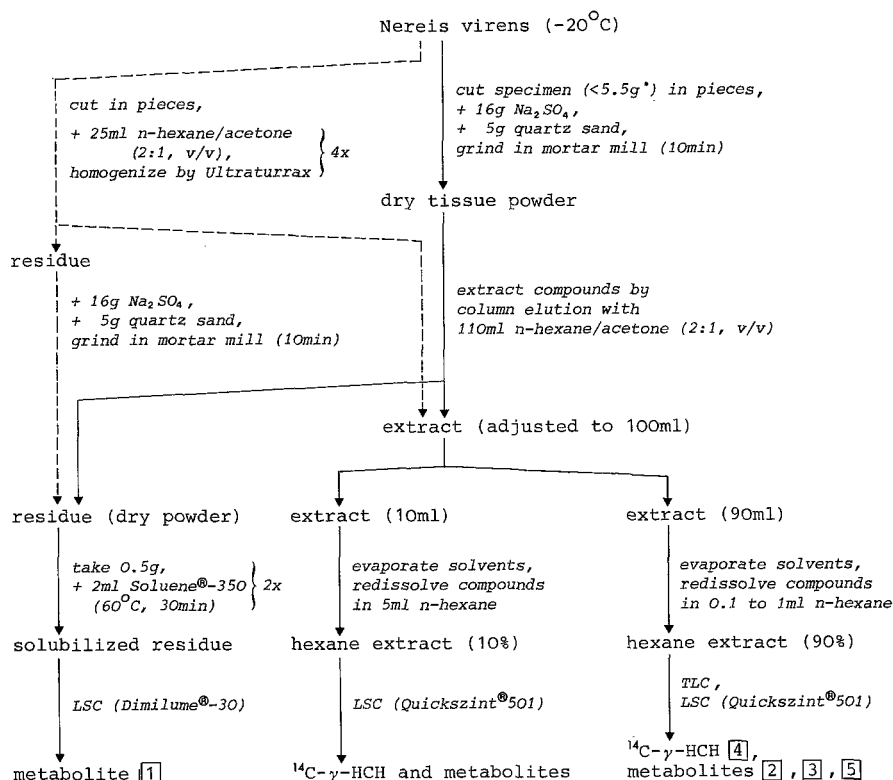 Nereis virens (-20°C)
cut in pieces,
+ 25ml n-hexane/acetone
(2:1, v/v),
homogenize by Ultraturrax
} 4x
cut specimen (<5.5g*) in pieces,
+ 16g Na₂SO₄,
+ 5g quartz sand,
grind in mortar mill (10min)
dry tissue powder
residue
+ 16g Na₂SO₄,
+ 5g quartz sand,
grind in mortar mill (10min)
extract compounds by
column elution with
110ml n-hexane/acetone (2:1, v/v)
extract (adjusted to 100ml)
residue (dry powder)
extract (10ml)
extract (90ml)
take 0.5g,
+ 2ml Soluene®-350
(60°C, 30min)
} 2x
evaporate solvents,
redissolve compounds
in 5ml n-hexane
evaporate solvents,
redissolve compounds
in 0.1 to 1ml n-hexane
solubilized residue
hexane extract (10%)
hexane extract (90%)
LSC (Dimilume®-30)
LSC (Quickszint®501)
TLC,
LSC (Quickszint®501)
metabolite 1
¹⁴C-γ-HCH and metabolites
¹⁴C-γ-HCH 4,
metabolites 2, 3, 5